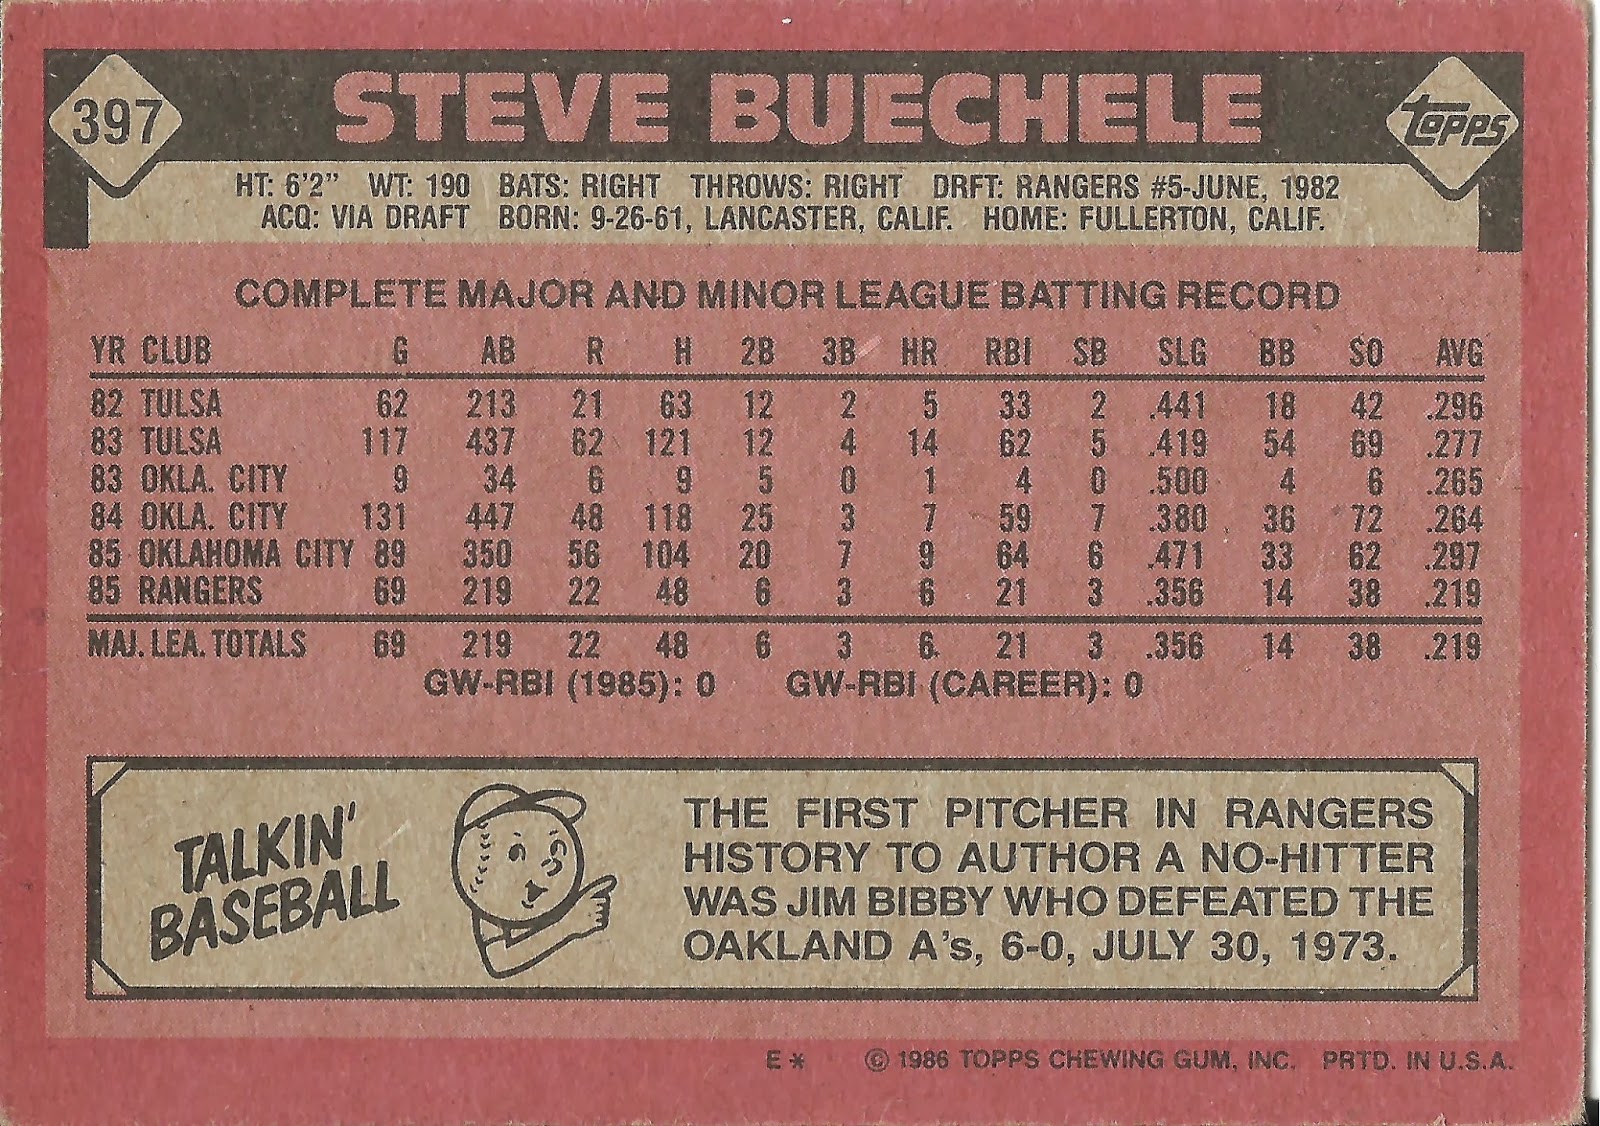 397
STEVE BUECHELE
TOPPS
HT: 6'2" WT: 190 BATS: RIGHT THROWS: RIGHT DRFT: RANGERS #5-JUNE, 1982
ACQ: VIA DRAFT BORN: 9-26-61, LANCASTER, CALIF. HOME: FULLERTON, CALIF.
COMPLETE MAJOR AND MINOR LEAGUE BATTING RECORD
YR CLUB G AB R H 2B 3B HR RBI SB SLG BB SO AVG
82 TULSA 62 213 21 63 12 2 5 33 2 .441 18 42 .296
83 TULSA 117 437 62 121 12 4 14 62 5 .419 54 69 .277
83 OKLA. CITY 9 34 6 9 5 0 1 4 0 .500 4 6 .265
84 OKLA. CITY 131 447 48 118 25 3 7 59 7 .380 36 72 .264
85 OKLAHOMA CITY 89 350 56 104 20 7 9 64 6 .471 33 62 .297
85 RANGERS 69 219 22 48 6 3 6 21 3 .356 14 38 .219
MAJ. LEA. TOTALS 69 219 22 48 6 3 6 21 3 .356 14 38 .219
GW-RBI (1985): 0 GW-RBI (CAREER): 0
TALKIN'
BASEBALL
THE FIRST PITCHER IN RANGERS
HISTORY TO AUTHOR A NO-HITTER
WAS JIM BIBBY WHO DEFEATED THE
OAKLAND A's, 6-0, JULY 30, 1973.
E* © 1986 TOPPS CHEWING GUM, INC. PRTD. IN U.S.A.